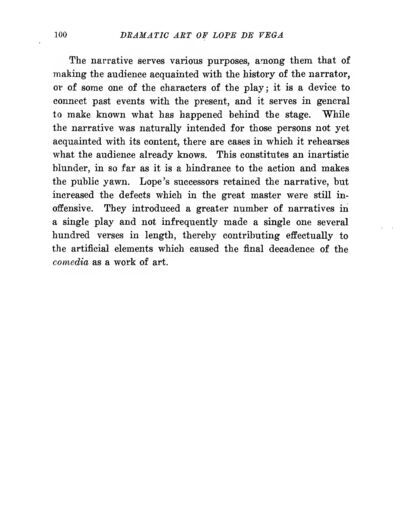 100 DRAMATIC ART OF LOPE DE VEGA
The narrative serves various purposes, among them that of
making the audience acquainted with the history of the narrator,
or of some one of the characters of the play; it is a device to
connect past events with the present, and it serves in general
to make known what has happened behind the stage. While
the narrative was naturally intended for those persons not yet
acquainted with its content, there are cases in which it rehearses
what the audience already knows. This constitutes an inartistic
blunder, in so far as it is a hindrance to the action and makes
the public yawn. Lope's successors retained the narrative, but
increased the defects which in the great master were still in-
offensive. They introduced a greater number of narratives in
a single play and not infrequently made a single one several
hundred verses in length, thereby contributing effectually to
the artificial elements which caused the final decadence of the
comedia as a work of art.